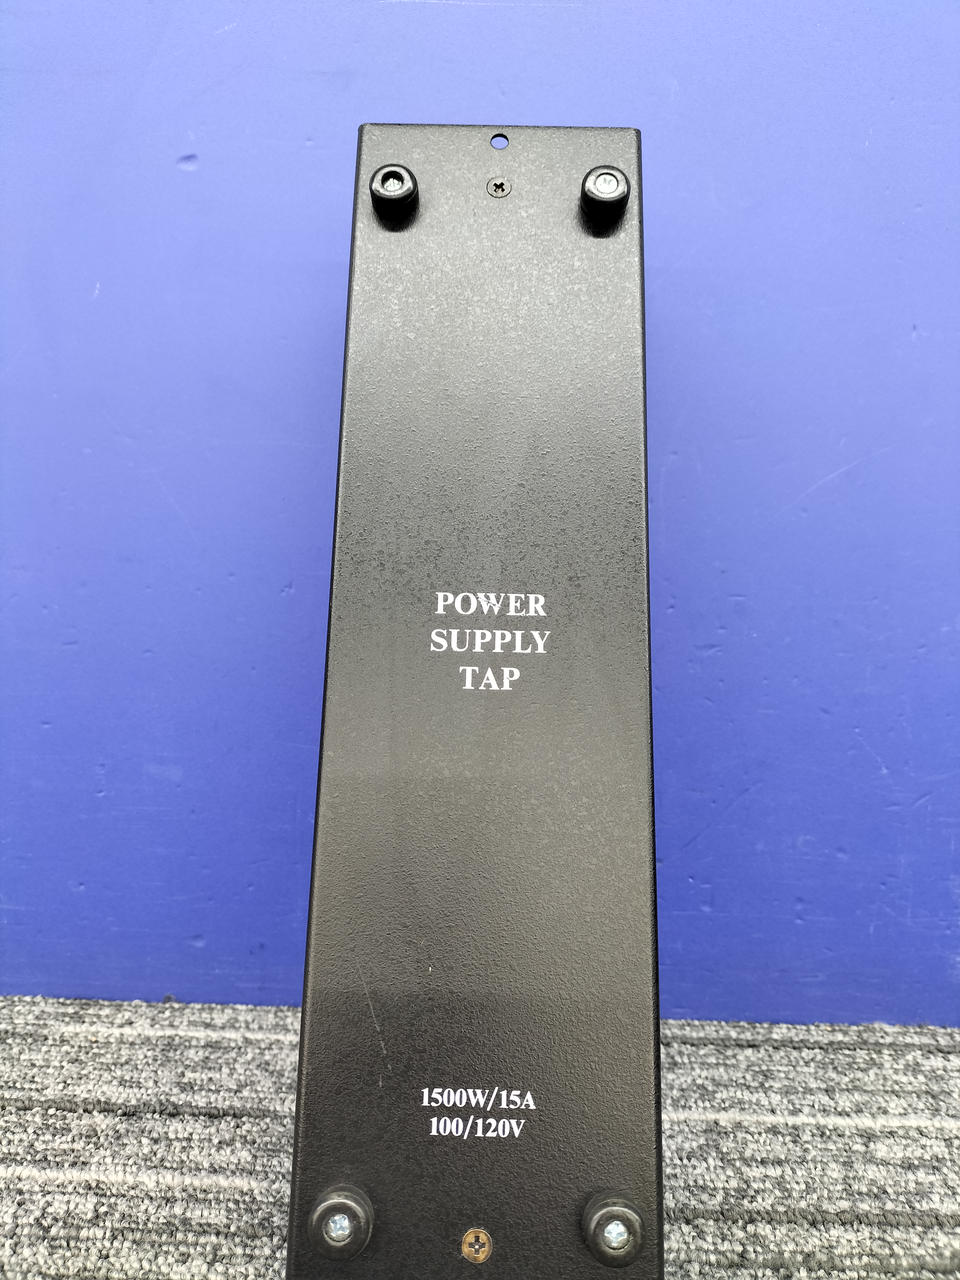 POWER
SUPPLY
TAP
1500W/15A
100/120V